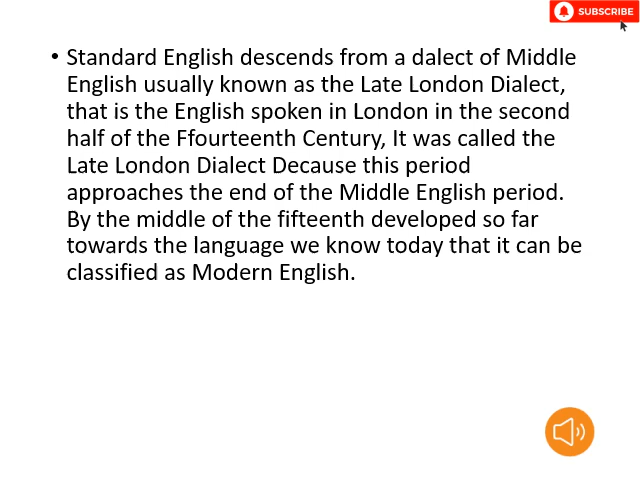 SUBSCRIBE
• Standard English descends from a dalect of Middle
English usually known as the Late London Dialect,
that is the English spoken in London in the second
half of the Ffourteenth Century, It was called the
Late London Dialect Decause this period
approaches the end of the Middle English period.
By the middle of the fifteenth developed so far
towards the language we know today that it can be
classified as Modern English.